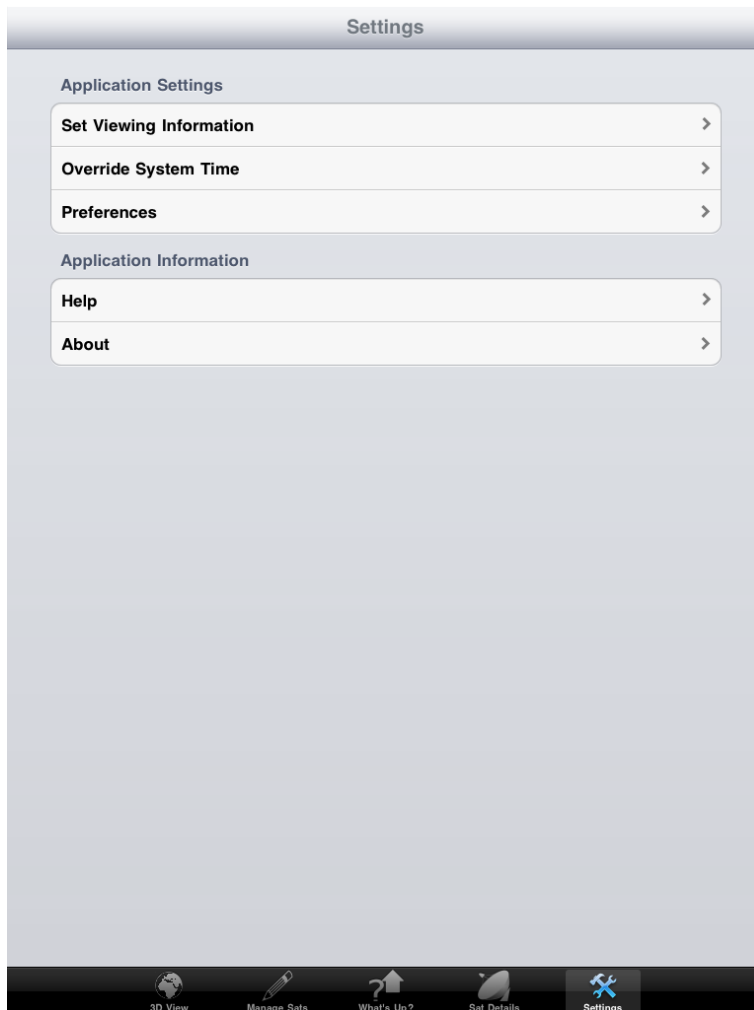 Settings
Application Settings
Set Viewing Information
Override System Time
Preferences
Application Information
Help
About
3D View
Manage Sats
What's Up?
Sat Details
Settings